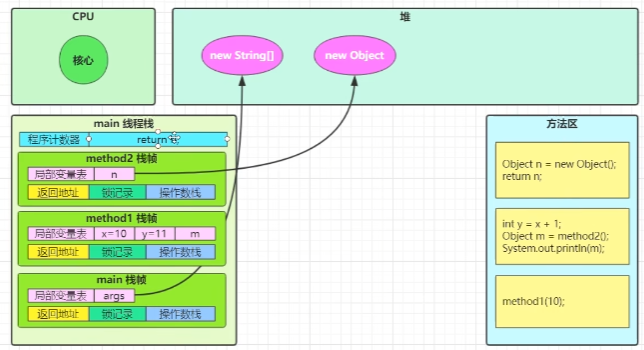 CPU
核心
堆
new String[]
new Object
main 线程栈
程序计数器
return n
method2 栈帧
局部变量表
n
返回地址
锁记录
操作数栈
method1 栈帧
局部变量表
x=10
y=11
m
返回地址
锁记录
操作数栈
main 栈帧
局部变量表
args
返回地址
锁记录
操作数栈
方法区
Object n = new Object();
return n;
int y = x + 1;
Object m = method2();
System.out.println(m);
method1(10);